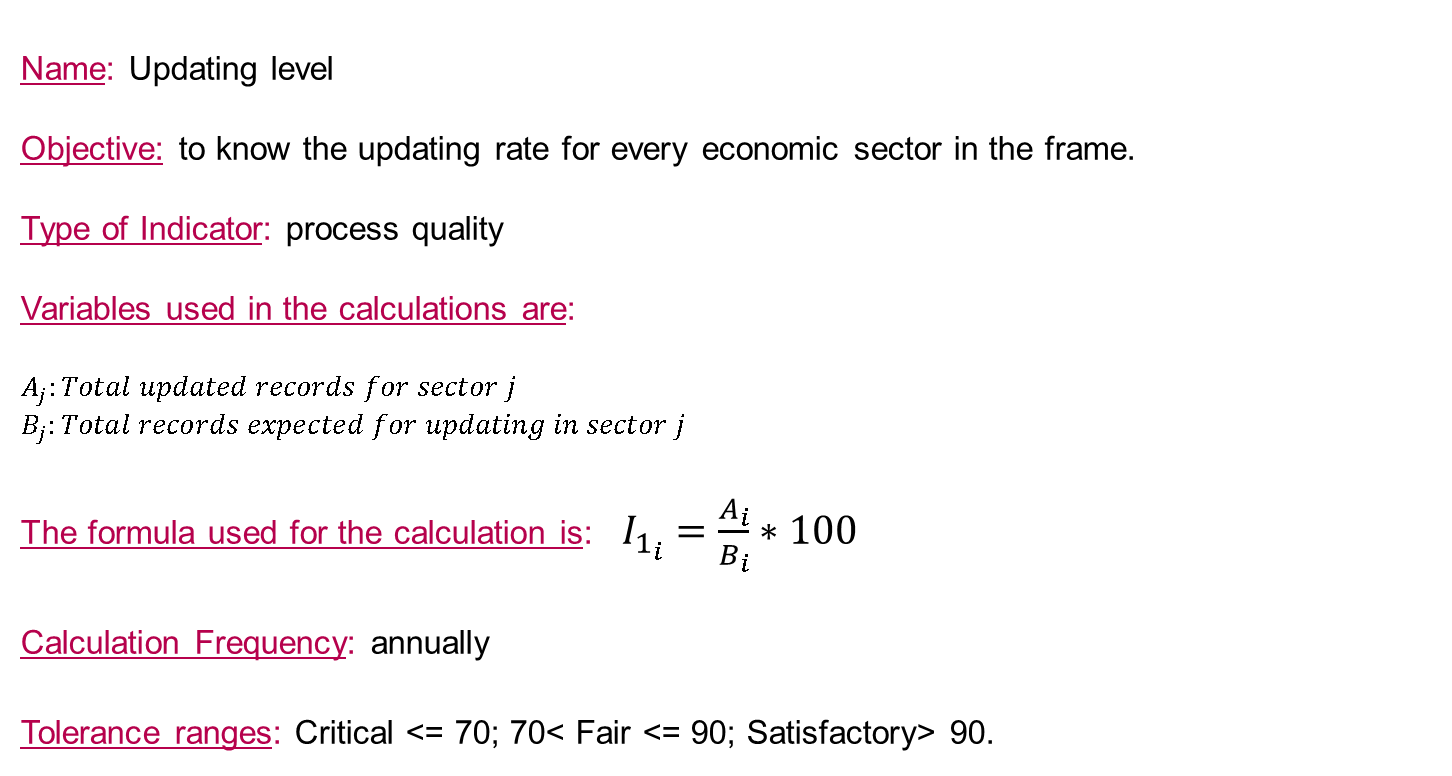 Name: Updating level
Objective: to know the updating rate for every economic sector in the frame.
Type of Indicator: process quality
Variables used in the calculations are:
A_j: Total updated records for sector j
B_j: Total records expected for updating in sector j
The formula used for the calculation is: I_{1_i} = \frac{A_i}{B_i} * 100
Calculation Frequency: annually
Tolerance ranges: Critical <= 70; 70< Fair <= 90; Satisfactory> 90.